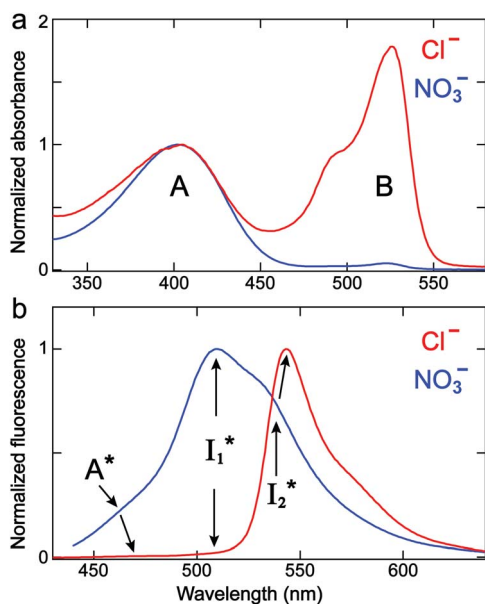 a
Normalized absorbance
2
1
0
Cl⁻
NO₃⁻
A
B
350 400 450 500 550
b
Normalized fluorescence
1
0
Cl⁻
NO₃⁻
A*
I₁*
I₂*
450 500 550 600
Wavelength (nm)